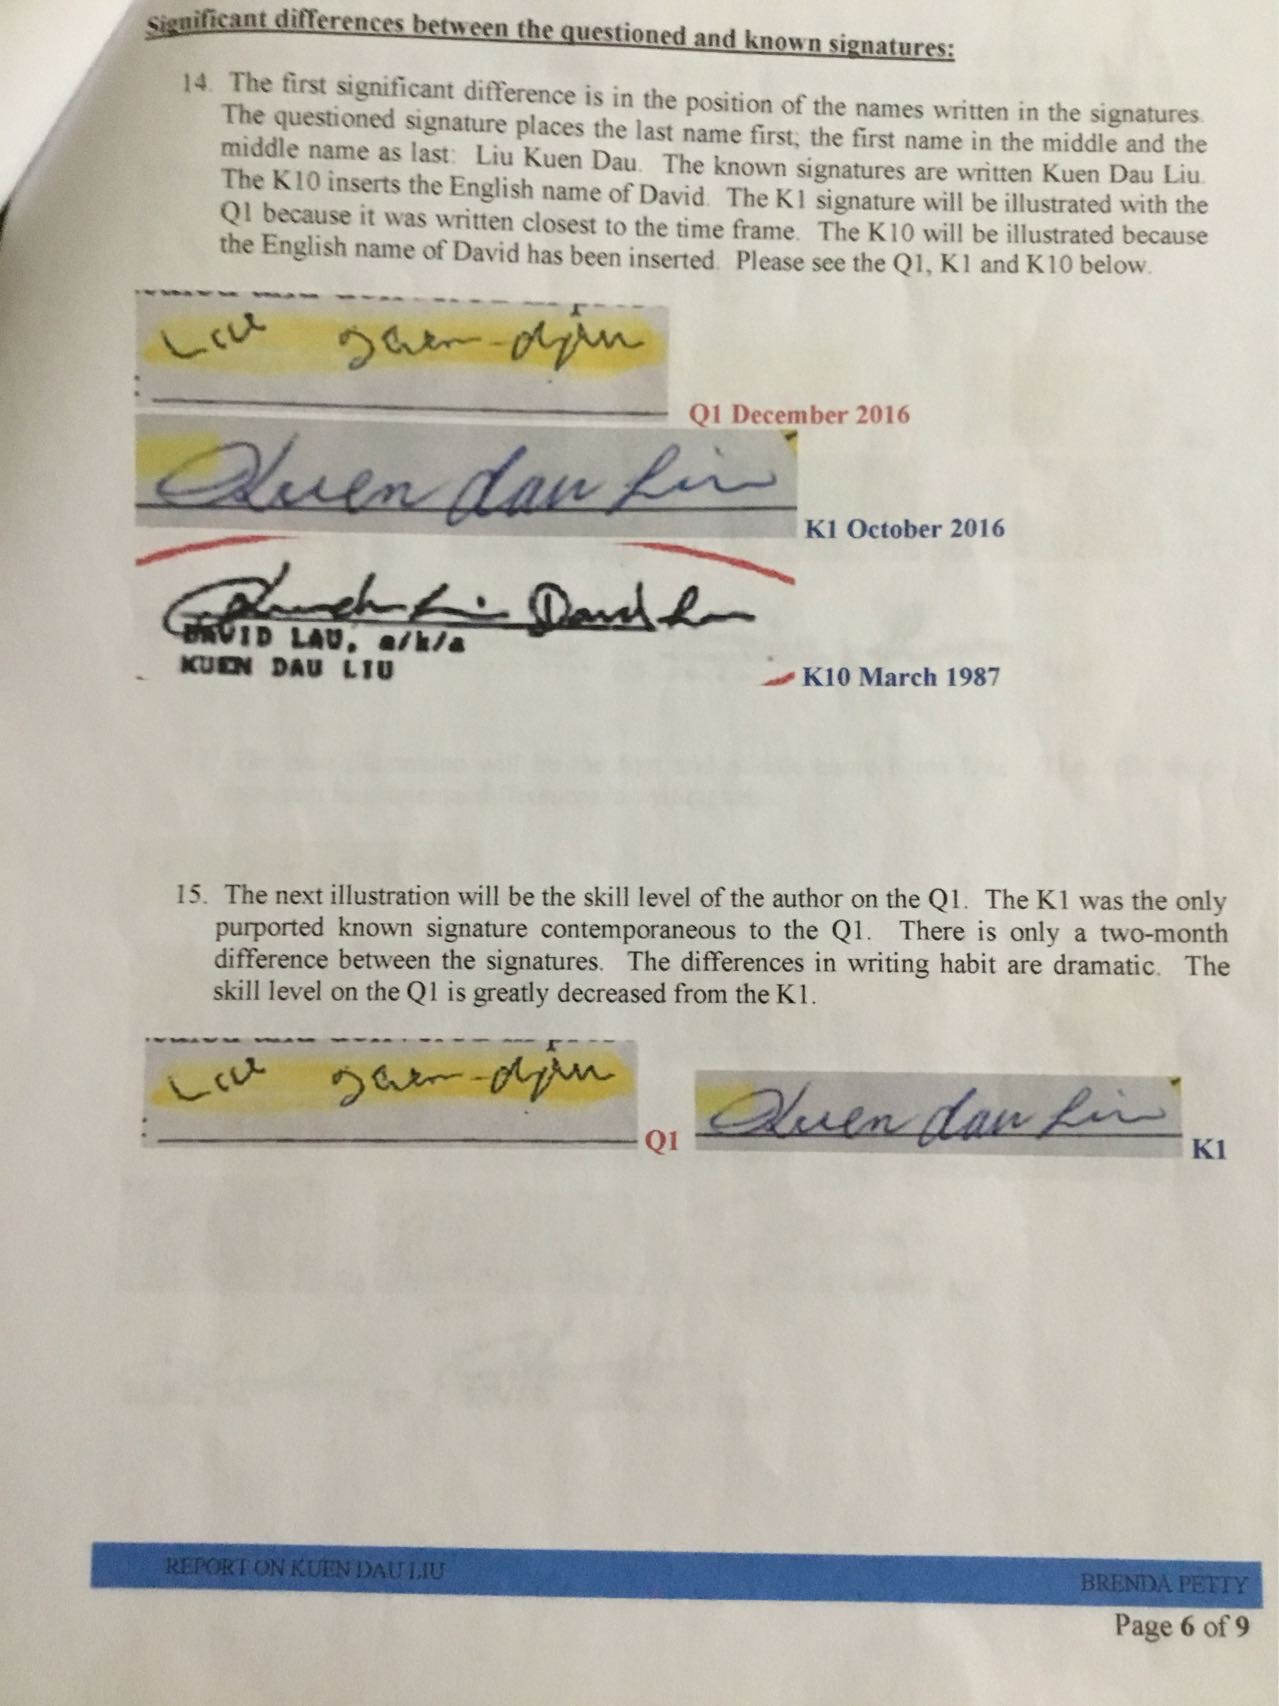 Significant differences between the questioned and known signatures:
14. The first significant difference is in the position of the names written in the signatures.
The questioned signature places the last name first; the first name in the middle and the
middle name as last: Liu Kuen Dau. The known signatures are written Kuen Dau Liu.
The K10 inserts the English name of David. The K1 signature will be illustrated with the
Q1 because it was written closest to the time frame. The K10 will be illustrated because
the English name of David has been inserted. Please see the Q1, K1 and K10 below.
Liu
Q1 December 2016
Kuen dau Liu
K1 October 2016
David
DAVID LAU, a/k/a
KUEN DAU LIU
K10 March 1987
15. The next illustration will be the skill level of the author on the Q1. The K1 was the only
purported known signature contemporaneous to the Q1. There is only a two-month
difference between the signatures. The differences in writing habit are dramatic. The
skill level on the Q1 is greatly decreased from the K1.
Liu
Q1
Kuen dau Liu
K1
REPORT ON KUEN DAU LIU
BRENDA PETTY
Page 6 of 9